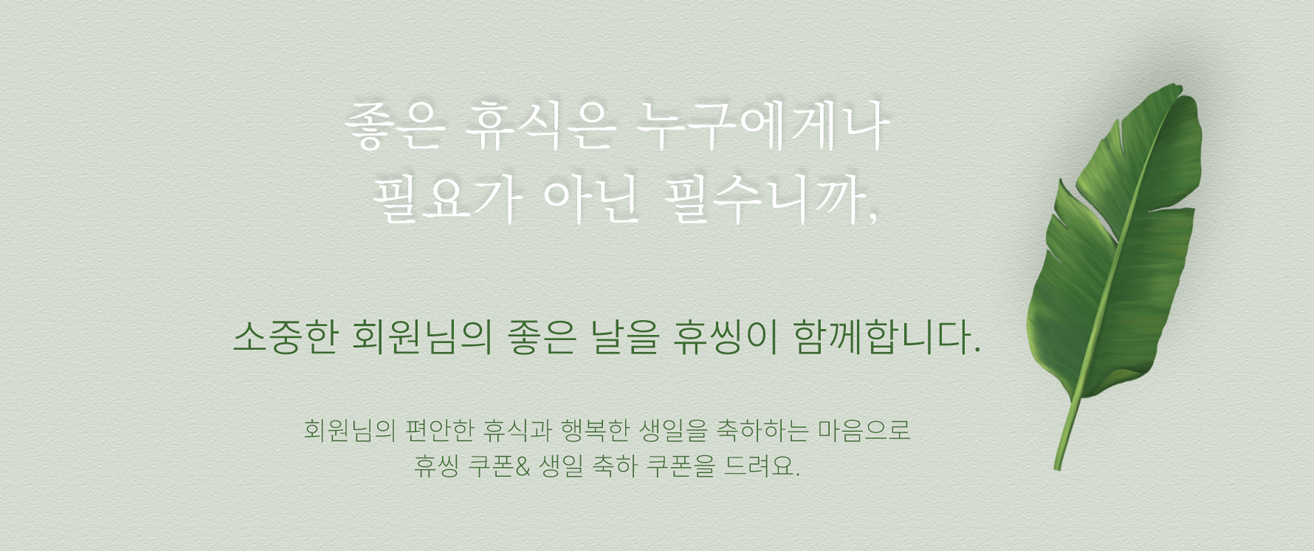 좋은 휴식은 누구에게나
필요가 아닌 필수니까,
소중한 회원님의 좋은 날을 휴씽이 함께합니다.
회원님의 편안한 휴식과 행복한 생일을 축하하는 마음으로
휴씽 쿠폰& 생일 축하 쿠폰을 드려요.